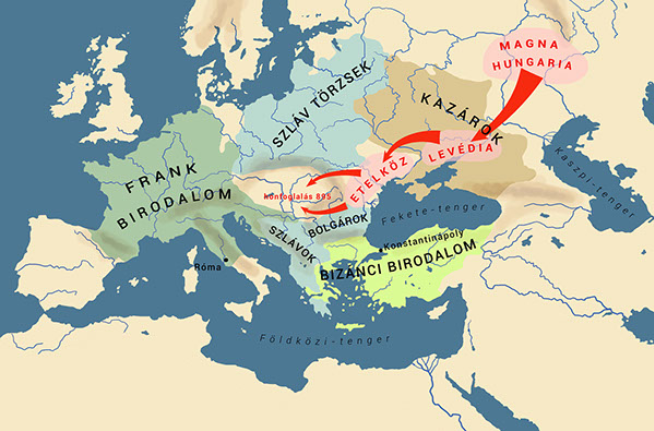 MAGNA
HUNGARIA
SZLÁV TÖRZSEK
KAZÁROK
LEVÉDIA
ETELKÖZ
FRANK
BIRODALOM
honfoglalás 895
Kaszpi-tenger
Fekete-tenger
BOLGÁROK
SZLÁVOK
Konstantinápoly
BIZÁNCI BIRODALOM
Róma
Földközi-tenger